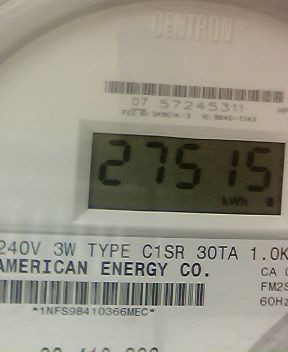 CENTRON®
07 57245311
27515
kWh
240V 3W TYPE C1SR 30TA 1.0K
AMERICAN ENERGY CO.
CA
FM2S
60Hz
*1NFS98410366MEC*